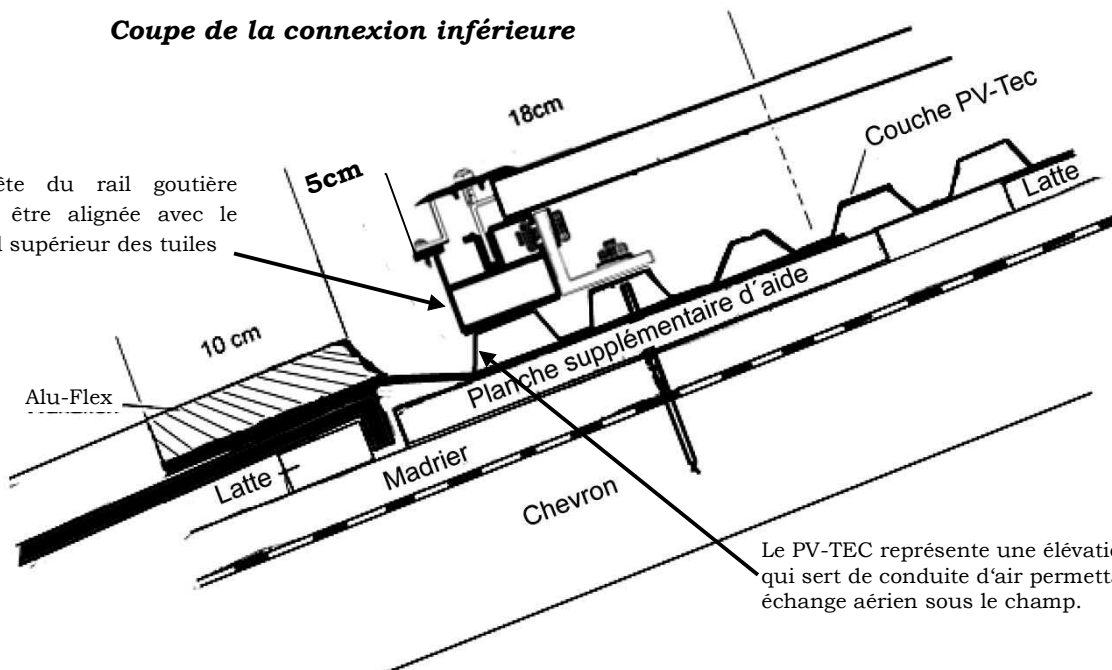 Coupe de la connexion inférieure
18cm
Couche PV-Tec
5cm
ête du rail goutière
être alignée avec le
supérieur des tuiles
Latte
10 cm
Planche supplémentaire d´aide
Alu-Flex
Latte
Madrier
Chevron
Le PV-TEC représente une élévati
qui sert de conduite d‘air permett
échange aérien sous le champ.